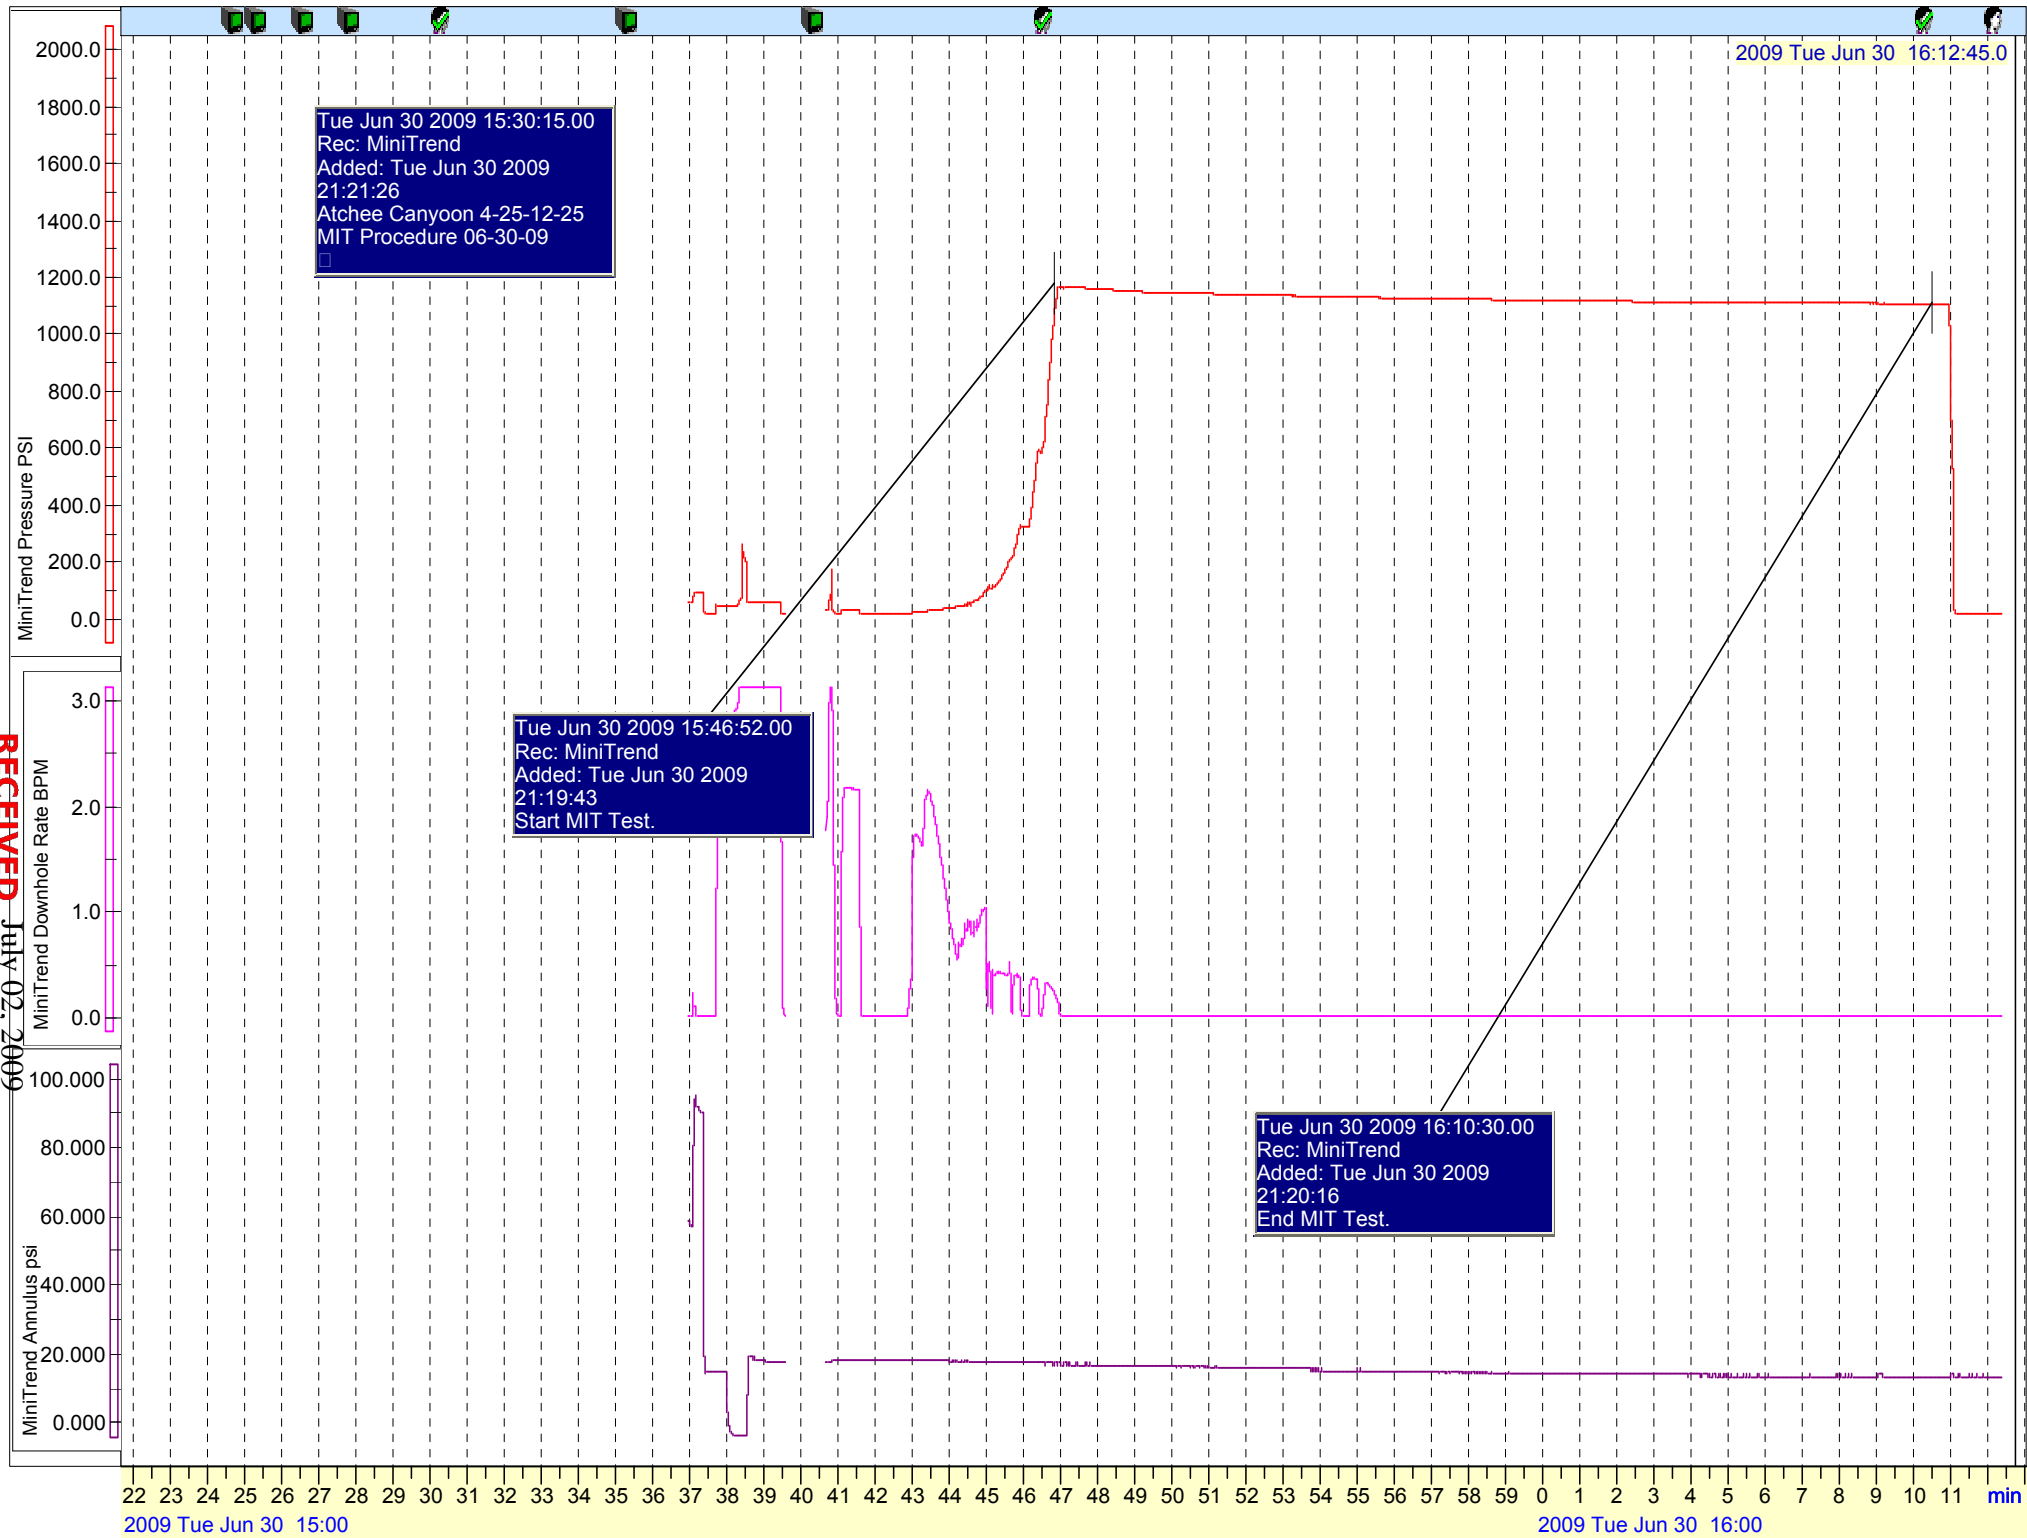 2009 Tue Jun 30 16:12:45.0
2000.0
1800.0
1600.0
1400.0
1200.0
1000.0
800.0
600.0
400.0
200.0
0.0
MiniTrend Pressure PSI
Tue Jun 30 2009 15:30:15.00
Rec: MiniTrend
Added: Tue Jun 30 2009
21:21:26
Atchee Canyoon 4-25-12-25
MIT Procedure 06-30-09
3.0
2.0
1.0
0.0
MiniTrend Downhole Rate BPM
Tue Jun 30 2009 15:46:52.00
Rec: MiniTrend
Added: Tue Jun 30 2009
21:19:43
Start MIT Test.
RECEIVED July 02, 2009
100.000
80.000
60.000
40.000
20.000
0.000
MiniTrend Annulus psi
Tue Jun 30 2009 16:10:30.00
Rec: MiniTrend
Added: Tue Jun 30 2009
21:20:16
End MIT Test.
22 23 24 25 26 27 28 29 30 31 32 33 34 35 36 37 38 39 40 41 42 43 44 45 46 47 48 49 50 51 52 53 54 55 56 57 58 59 0 1 2 3 4 5 6 7 8 9 10 11 min
2009 Tue Jun 30 15:00
2009 Tue Jun 30 16:00